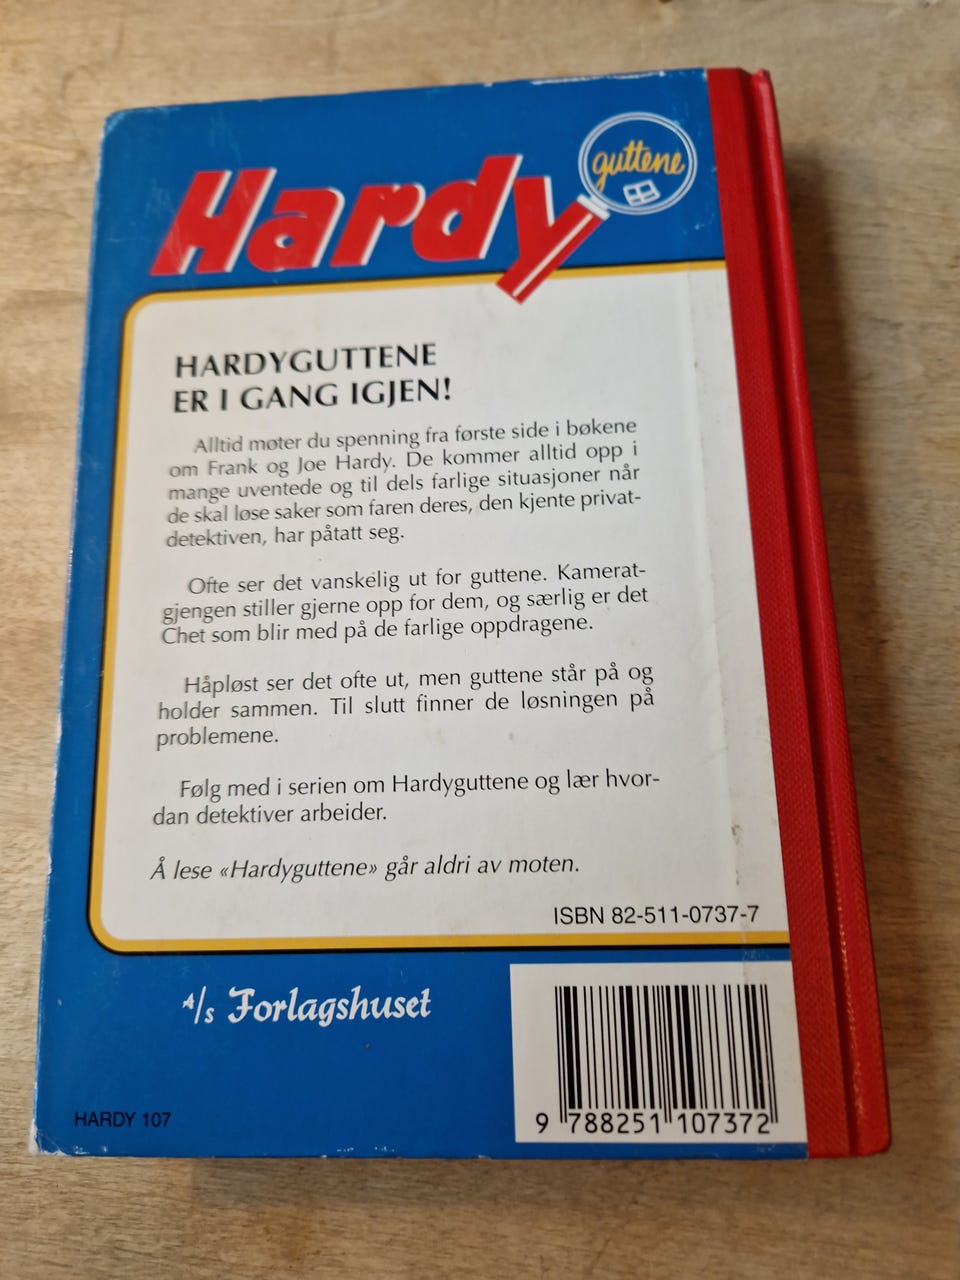 Hardy
guttene
HARDYGUTTENE
ER I GANG IGJEN!
Alltid møter du spenning fra første side i bøkene
om Frank og Joe Hardy. De kommer alltid opp i
mange uventede og til dels farlige situasjoner når
de skal løse saker som faren deres, den kjente privat-
detektiven, har påtatt seg.
Ofte ser det vanskelig ut for guttene. Kamerat-
gjengen stiller gjerne opp for dem, og særlig er det
Chet som blir med på de farlige oppdragene.
Håpløst ser det ofte ut, men guttene står på og
holder sammen. Til slutt finner de løsningen på
problemene.
Følg med i serien om Hardyguttene og lær hvor-
dan detektiver arbeider.
Å lese «Hardyguttene» går aldri av moten.
ISBN 82-511-0737-7
A/s Forlagshuset
HARDY 107
9 788251 107372